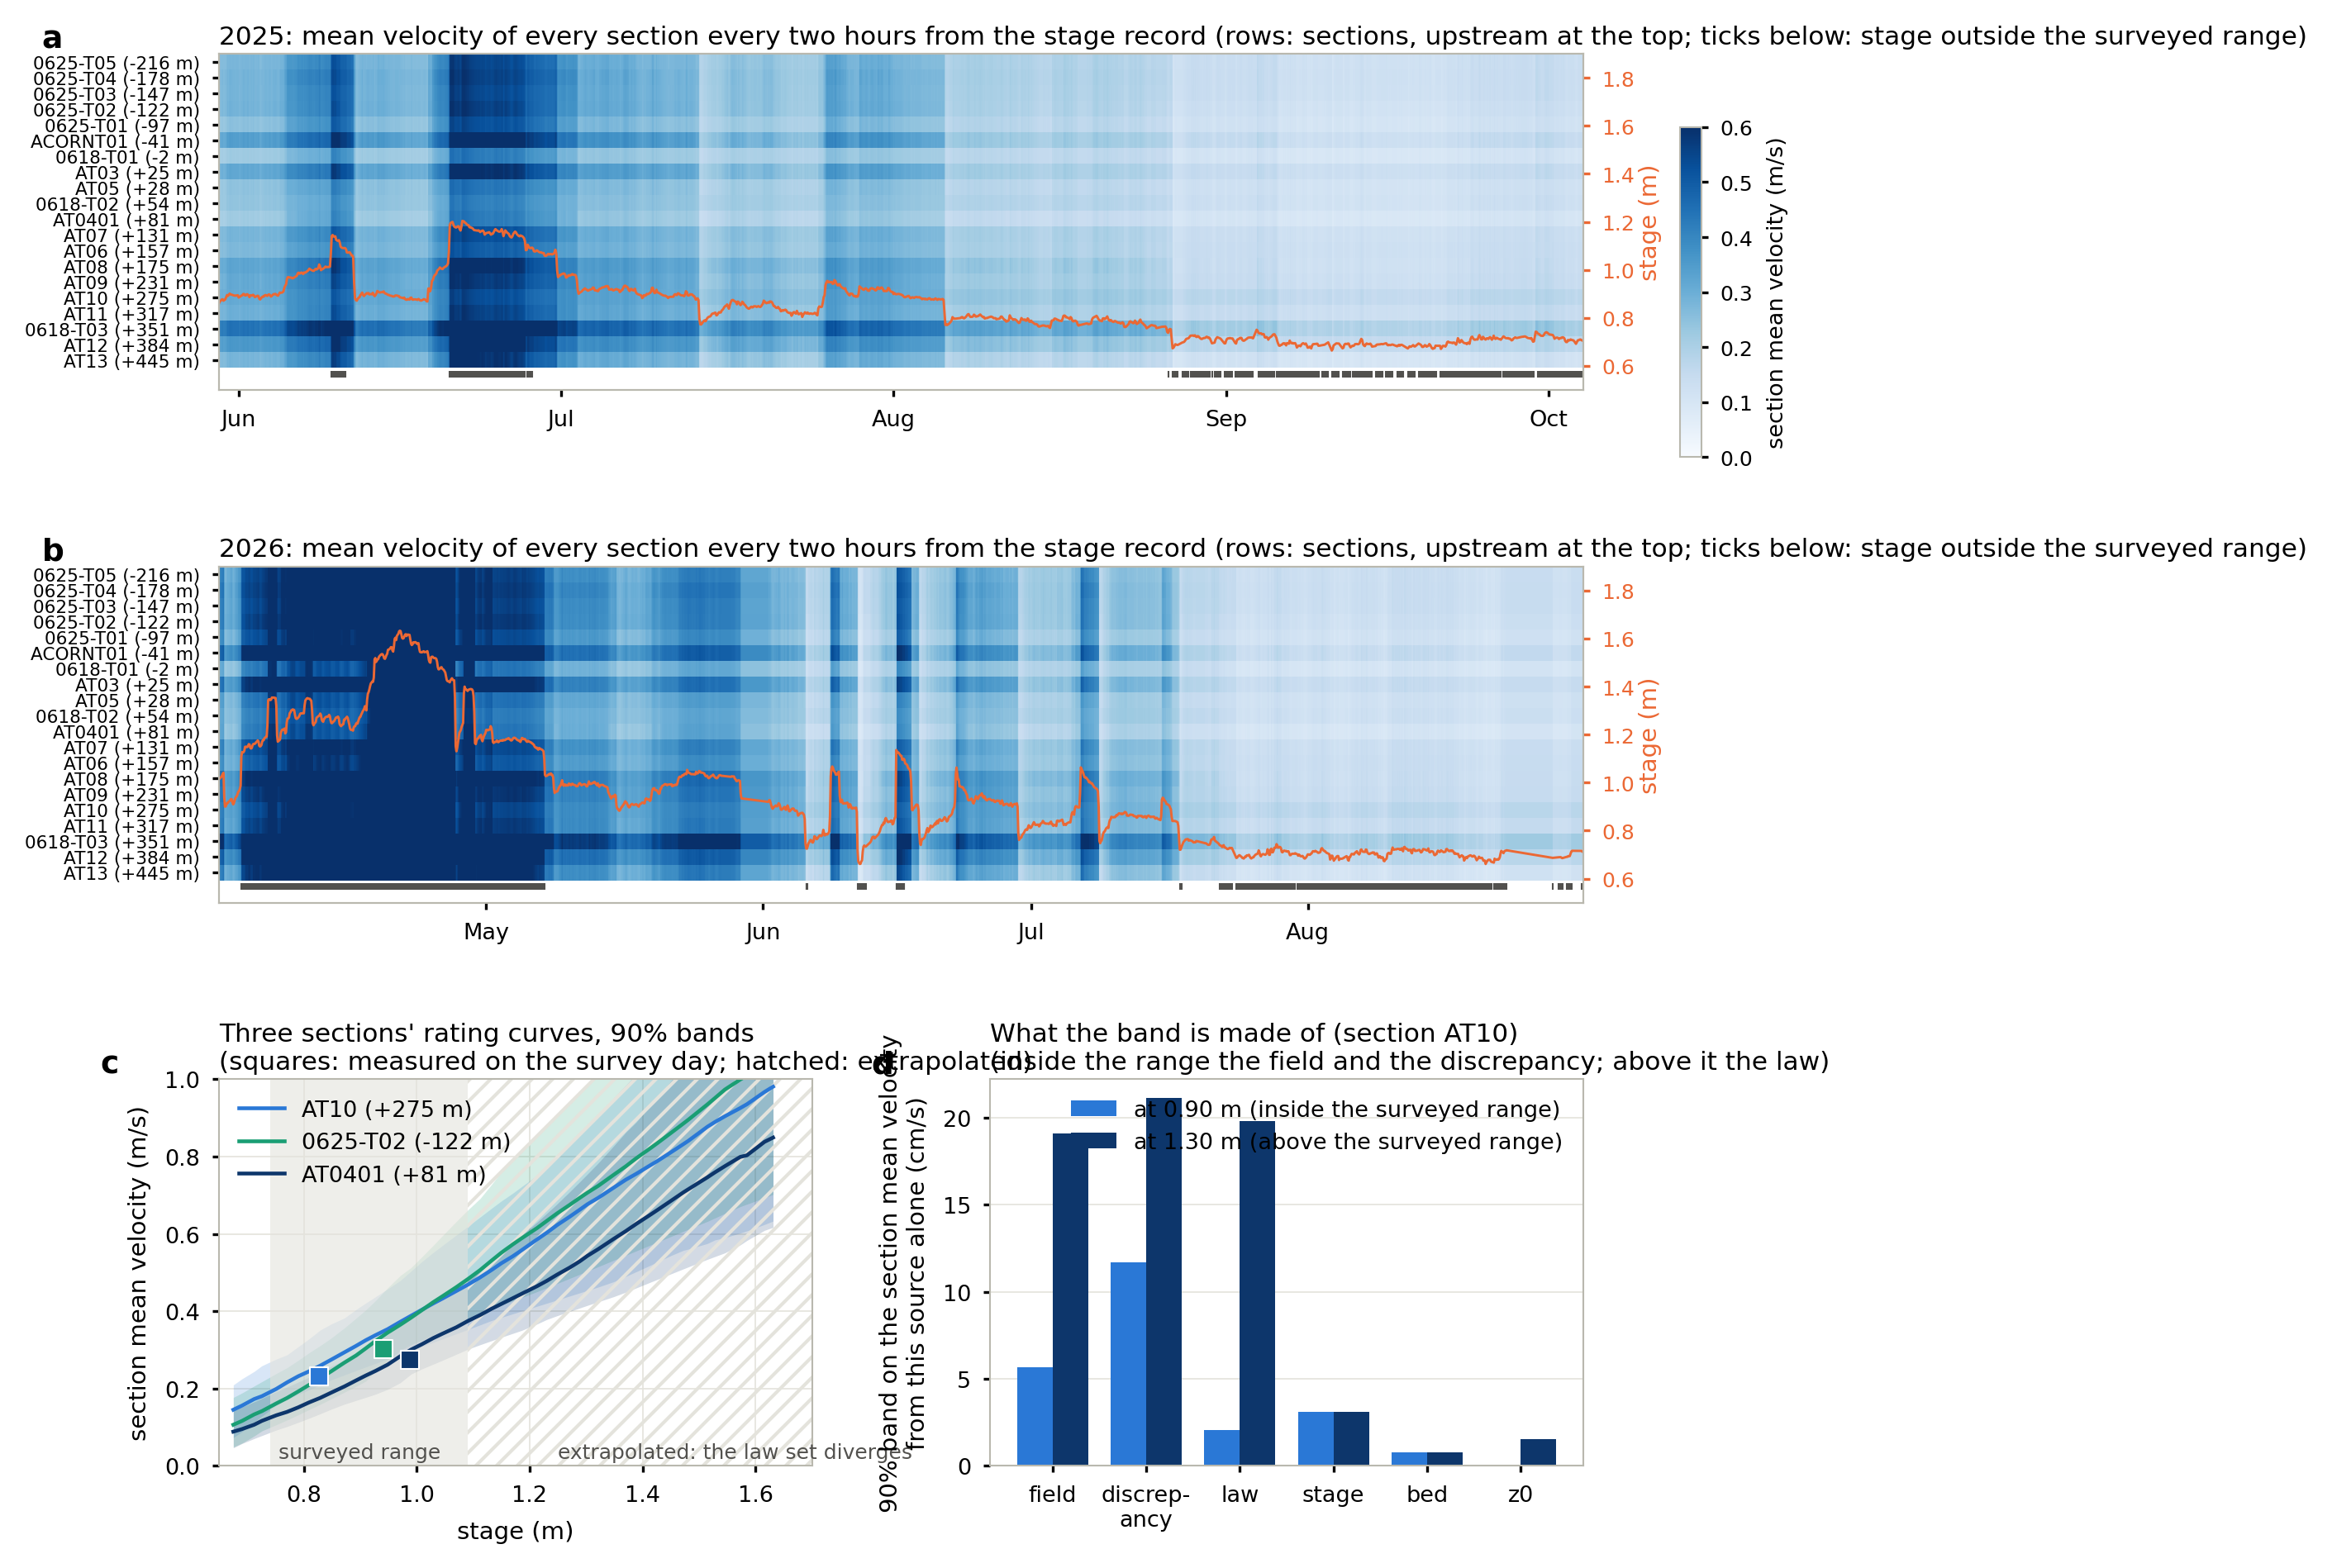 a
2025: mean velocity of every section every two hours from the stage record (rows: sections, upstream at the top; ticks below: stage outside the surveyed range)
0625-T05 (-216 m)
0625-T04 (-178 m)
0625-T03 (-147 m)
0625-T02 (-122 m)
0625-T01 (-97 m)
ACORNT01 (-41 m)
0618-T01 (-2 m)
AT03 (+25 m)
AT05 (+28 m)
0618-T02 (+54 m)
AT0401 (+81 m)
AT07 (+131 m)
AT06 (+157 m)
AT08 (+175 m)
AT09 (+231 m)
AT10 (+275 m)
AT11 (+317 m)
0618-T03 (+351 m)
AT12 (+384 m)
AT13 (+445 m)
1.8
1.6
1.4
1.2
1.0
0.8
0.6
stage (m)
0.6
0.5
0.4
0.3
0.2
0.1
0.0
section mean velocity (m/s)
Jun
Jul
Aug
Sep
Oct
b
2026: mean velocity of every section every two hours from the stage record (rows: sections, upstream at the top; ticks below: stage outside the surveyed range)
0625-T05 (-216 m)
0625-T04 (-178 m)
0625-T03 (-147 m)
0625-T02 (-122 m)
0625-T01 (-97 m)
ACORNT01 (-41 m)
0618-T01 (-2 m)
AT03 (+25 m)
AT05 (+28 m)
0618-T02 (+54 m)
AT0401 (+81 m)
AT07 (+131 m)
AT06 (+157 m)
AT08 (+175 m)
AT09 (+231 m)
AT10 (+275 m)
AT11 (+317 m)
0618-T03 (+351 m)
AT12 (+384 m)
AT13 (+445 m)
1.8
1.6
1.4
1.2
1.0
0.8
0.6
stage (m)
May
Jun
Jul
Aug
c
Three sections' rating curves, 90% bands
(squares: measured on the survey day; hatched: extrapolated)
section mean velocity (m/s)
1.0
0.8
0.6
0.4
0.2
0.0
AT10 (+275 m)
0625-T02 (-122 m)
AT0401 (+81 m)
surveyed range
extrapolated: the law set diverges
0.8
1.0
1.2
1.4
1.6
stage (m)
d
What the band is made of (section AT10)
(inside the range the field and the discrepancy; above it the law)
90% band on the section mean velocity
from this source alone (cm/s)
20
15
10
5
0
at 0.90 m (inside the surveyed range)
at 1.30 m (above the surveyed range)
field
discrep-
ancy
law
stage
bed
z0